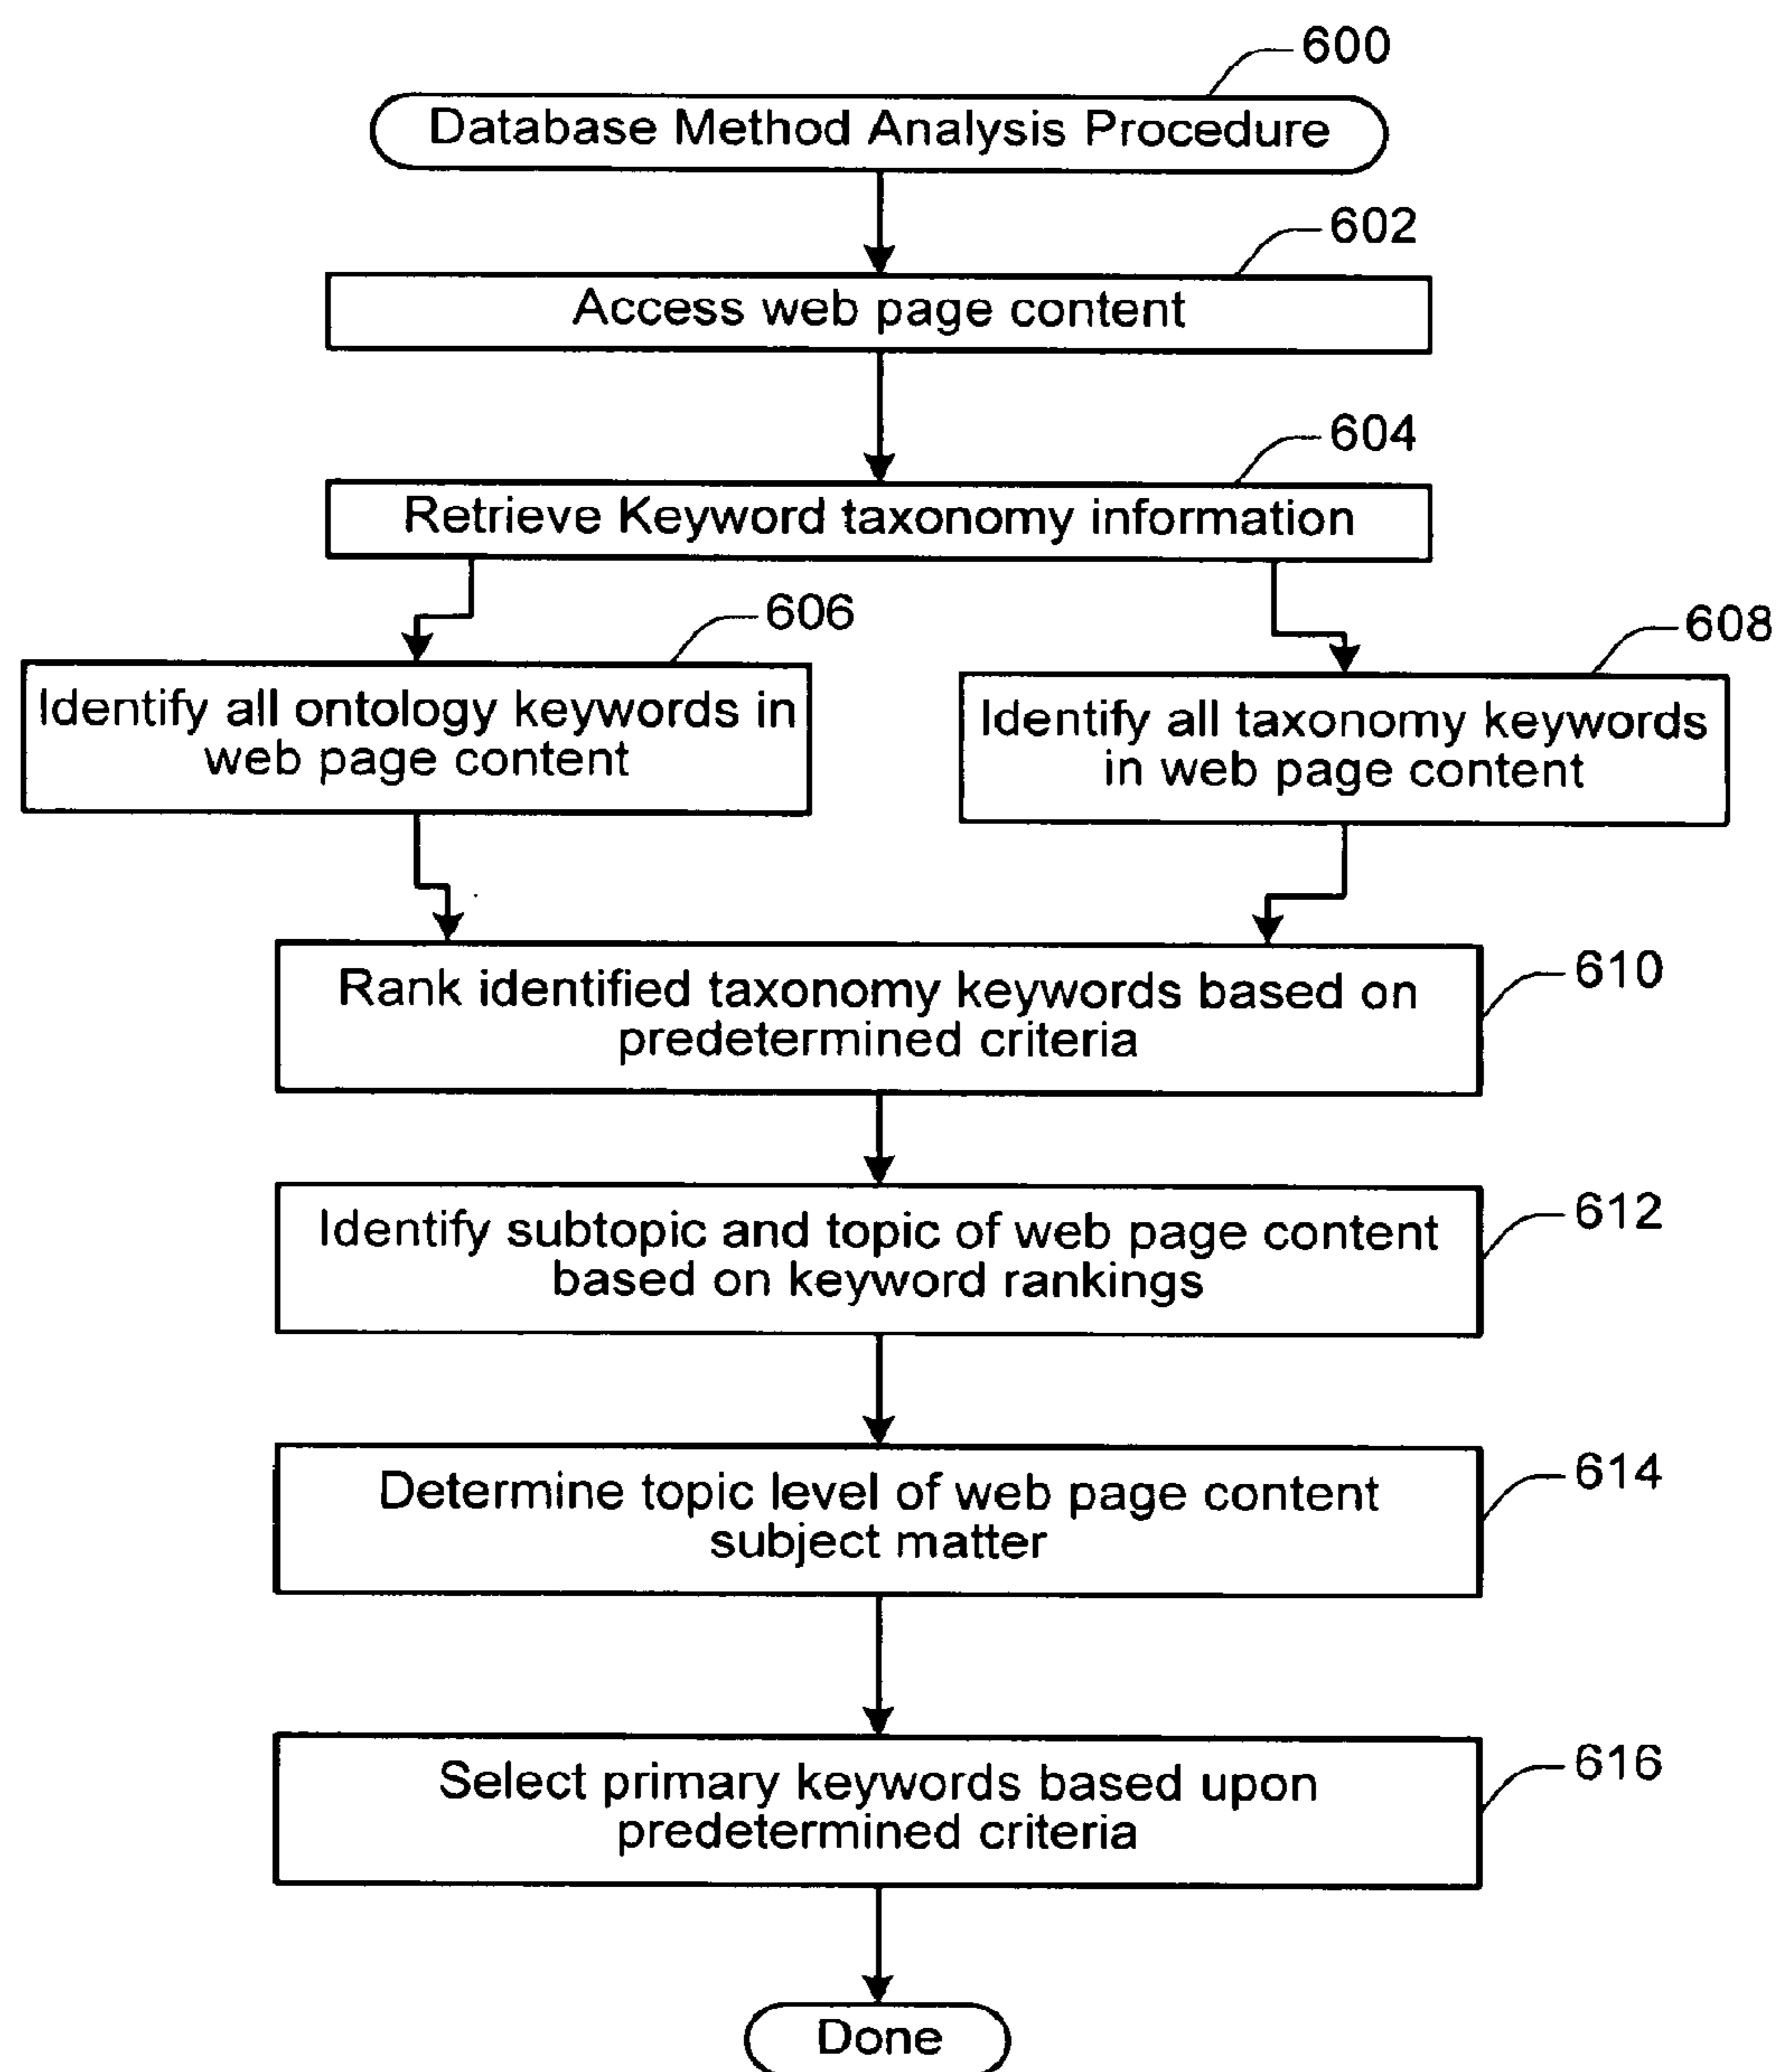 600
Database Method Analysis Procedure
602
Access web page content
604
Retrieve Keyword taxonomy information
606
Identify all ontology keywords in
web page content
608
Identify all taxonomy keywords
in web page content
610
Rank identified taxonomy keywords based on
predetermined criteria
612
Identify subtopic and topic of web page content
based on keyword rankings
614
Determine topic level of web page content
subject matter
616
Select primary keywords based upon
predetermined criteria
Done